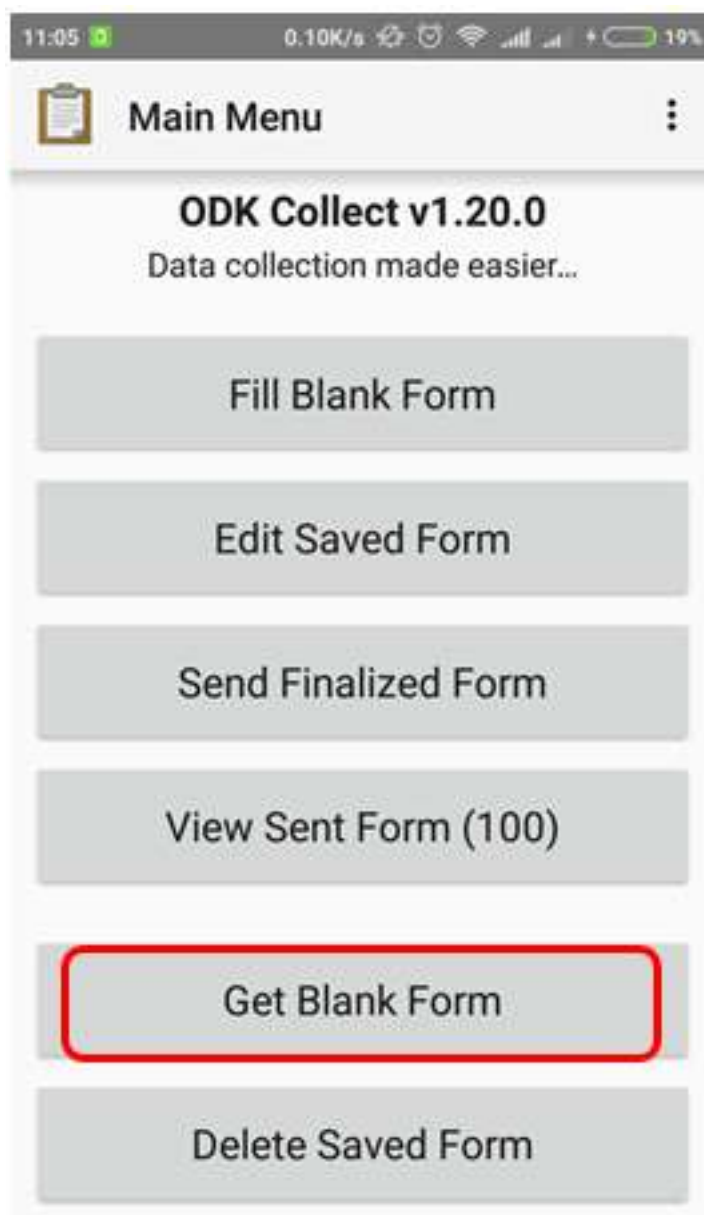 11:05 0.10K/s 19%
Main Menu
ODK Collect v1.20.0
Data collection made easier...
Fill Blank Form
Edit Saved Form
Send Finalized Form
View Sent Form (100)
Get Blank Form
Delete Saved Form